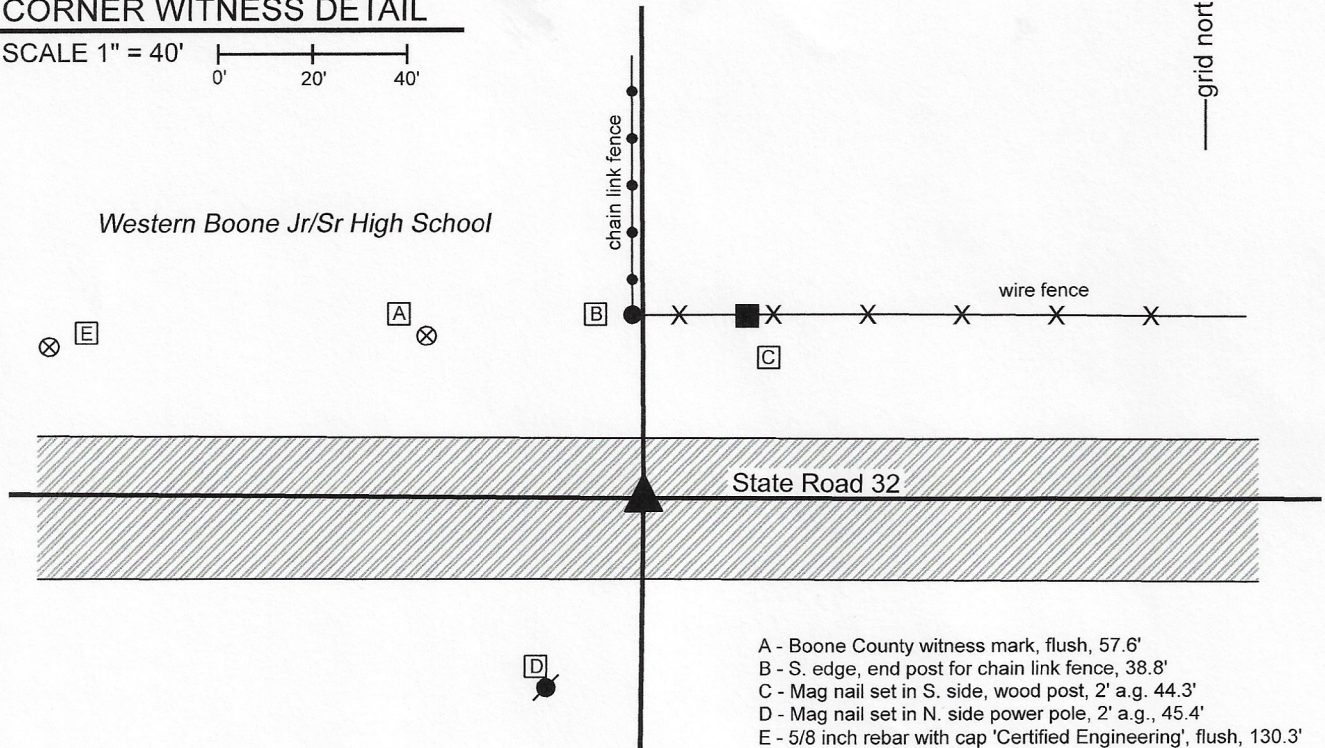 CORNER WITNESS DETAIL
SCALE 1" = 40'
0' 20' 40'
grid nort
chain link fence
Western Boone Jr/Sr High School
wire fence
E
A
B
C
State Road 32
D
A - Boone County witness mark, flush, 57.6'
B - S. edge, end post for chain link fence, 38.8'
C - Mag nail set in S. side, wood post, 2' a.g. 44.3'
D - Mag nail set in N. side power pole, 2' a.g., 45.4'
E - 5/8 inch rebar with cap 'Certified Engineering', flush, 130.3'